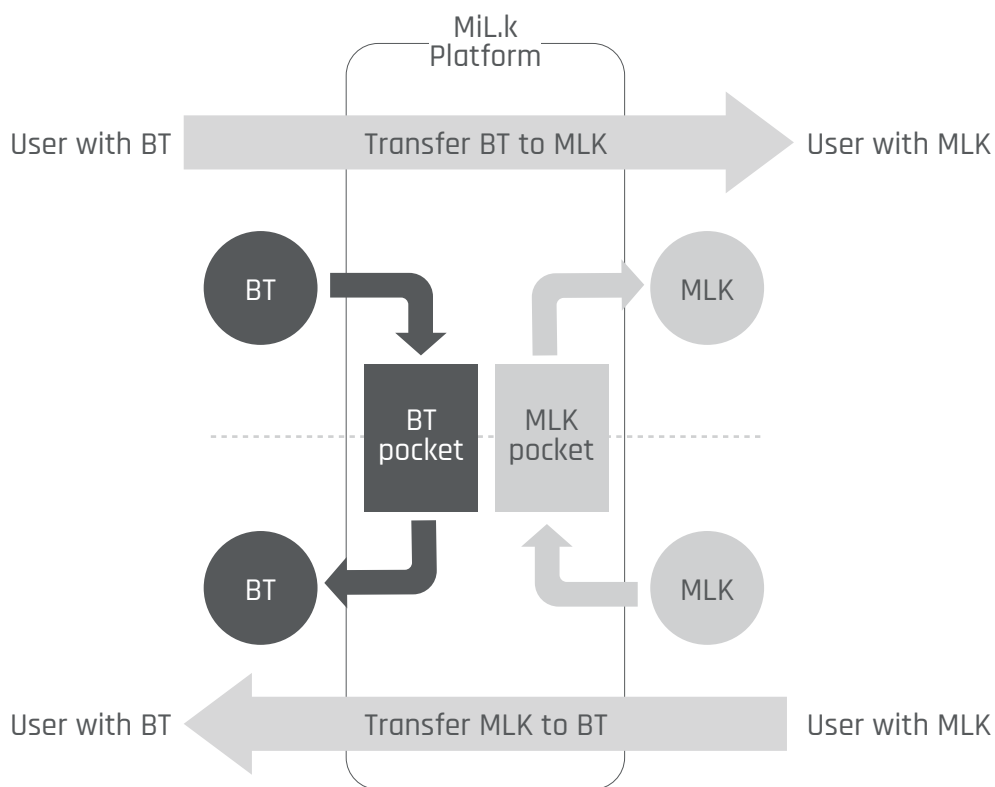 MiL.k
Platform
User with BT
Transfer BT to MLK
User with MLK
BT
MLK
BT
pocket
MLK
pocket
BT
MLK
User with BT
Transfer MLK to BT
User with MLK